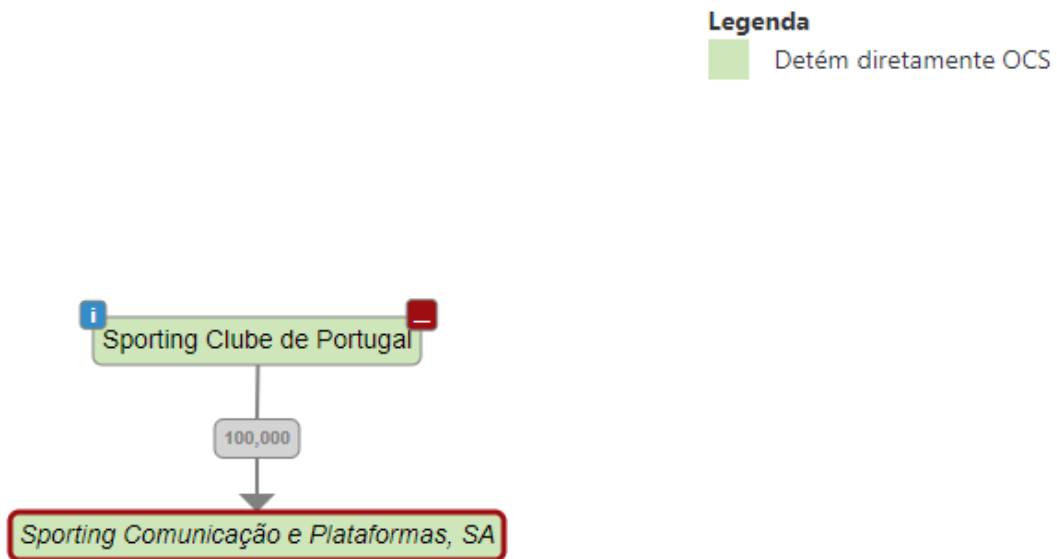 Legenda
Detém diretamente OCS
i
Sporting Clube de Portugal
100,000
Sporting Comunicação e Plataformas, SA